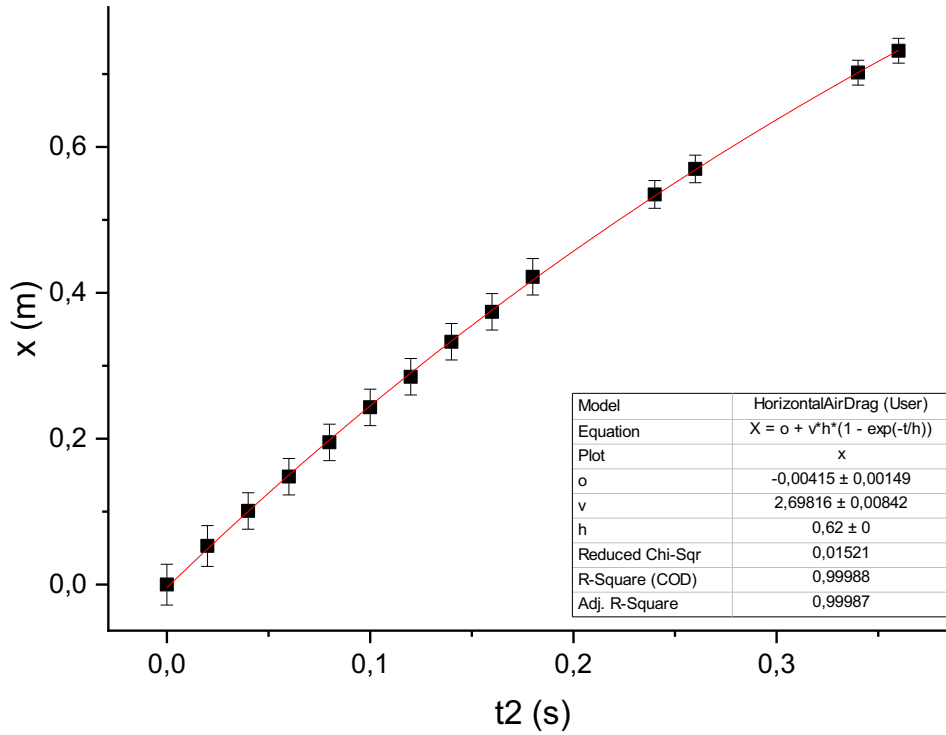 0,6
0,4
0,2
0,0
x (m)
0,0 0,1 0,2 0,3
t2 (s)
Model HorizontalAirDrag (User)
Equation X = o + v*h*(1 - exp(-t/h))
Plot x
o -0,00415 ± 0,00149
v 2,69816 ± 0,00842
h 0,62 ± 0
Reduced Chi-Sqr 0,01521
R-Square (COD) 0,99988
Adj. R-Square 0,99987